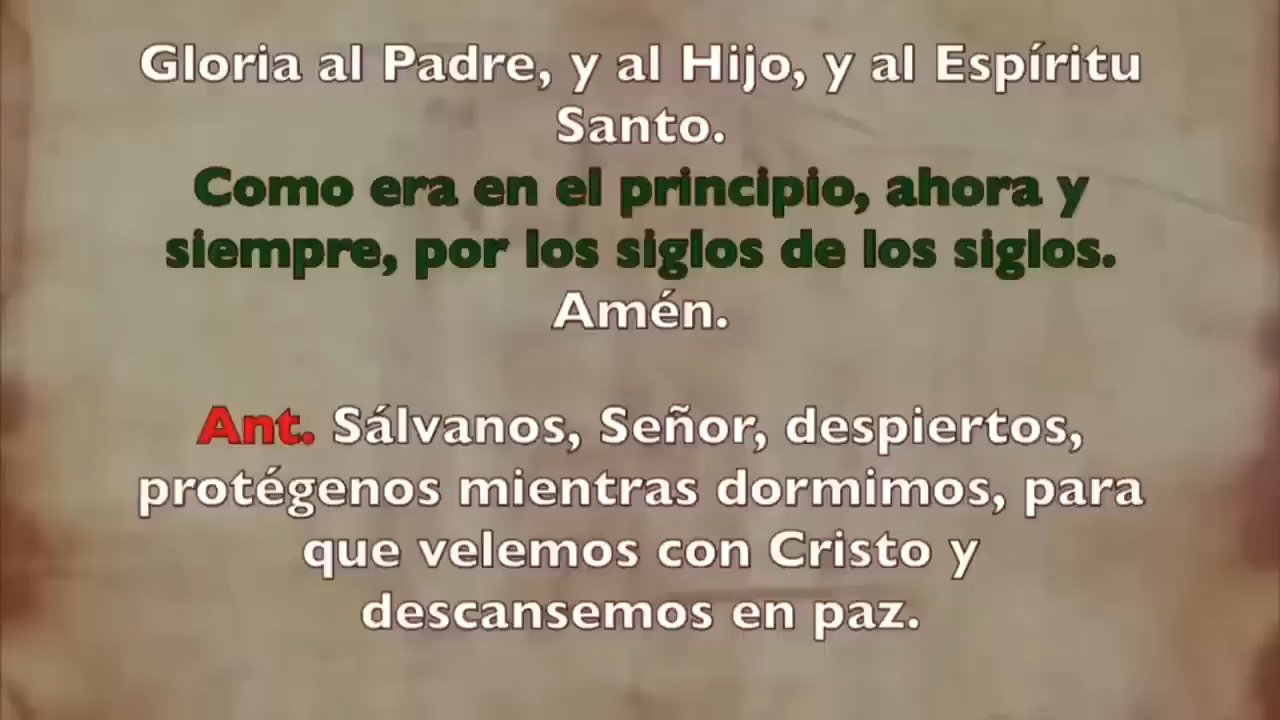 Gloria al Padre, y al Hijo, y al Espíritu
Santo.
Como era en el principio, ahora y
siempre, por los siglos de los siglos.
Amén.
Ant. Sálvanos, Señor, despiertos,
protégenos mientras dormimos, para
que velemos con Cristo y
descansemos en paz.